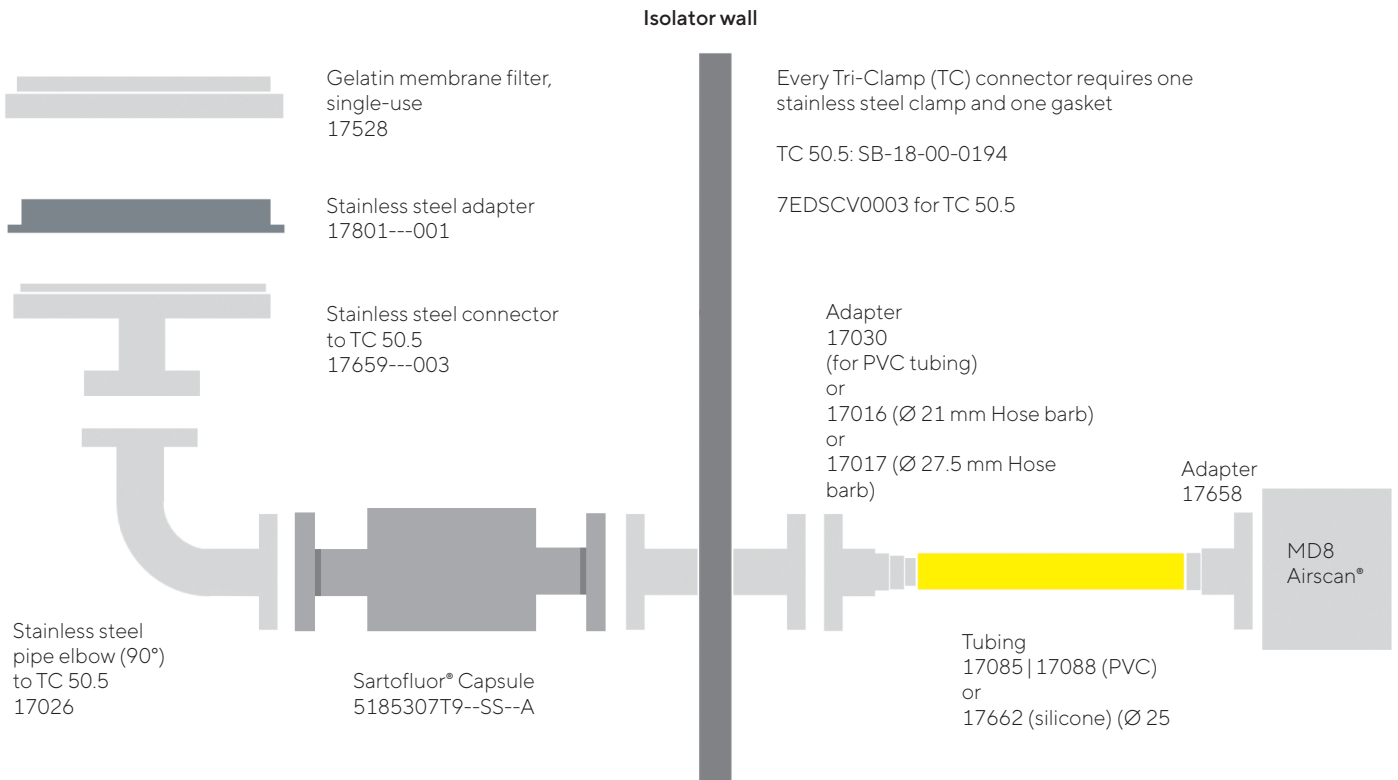 Isolator wall
Gelatin membrane filter,
single-use
17528
Stainless steel adapter
17801---001
Stainless steel connector
to TC 50.5
17659---003
Stainless steel
pipe elbow (90°)
to TC 50.5
17026
Sartofluor® Capsule
5185307T9--SS--A
Every Tri-Clamp (TC) connector requires one
stainless steel clamp and one gasket
TC 50.5: SB-18-00-0194
7EDSCV0003 for TC 50.5
Adapter
17030
(for PVC tubing)
or
17016 (Ø 21 mm Hose barb)
or
17017 (Ø 27.5 mm Hose
barb)
Tubing
17085 | 17088 (PVC)
or
17662 (silicone) (Ø 25
Adapter
17658
MD8
Airscan®